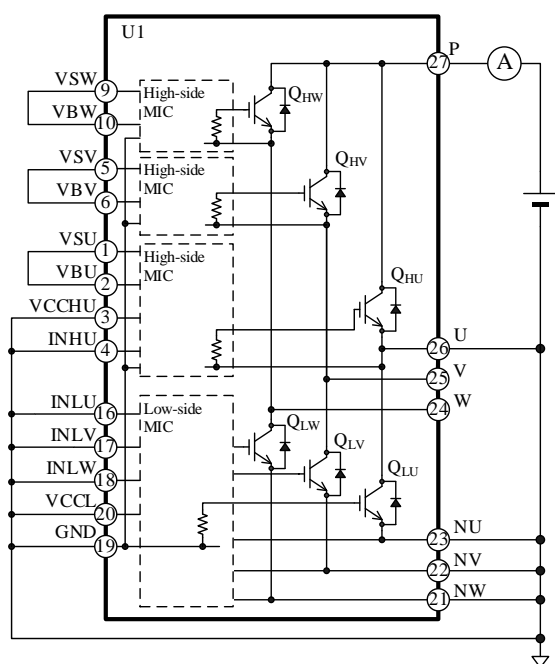 U1
P
27
A
VSW
9
High-side
MIC
QHW
VBW
10
VSV
5
High-side
MIC
QHV
VBV
6
VSU
1
High-side
MIC
VBU
2
QHU
VCCHU
3
INHU
4
U
26
V
25
W
24
INLU
16
Low-side
MIC
INLV
17
QLW
QLV
INLW
18
QLU
VCCL
20
GND
19
NU
23
NV
22
NW
21